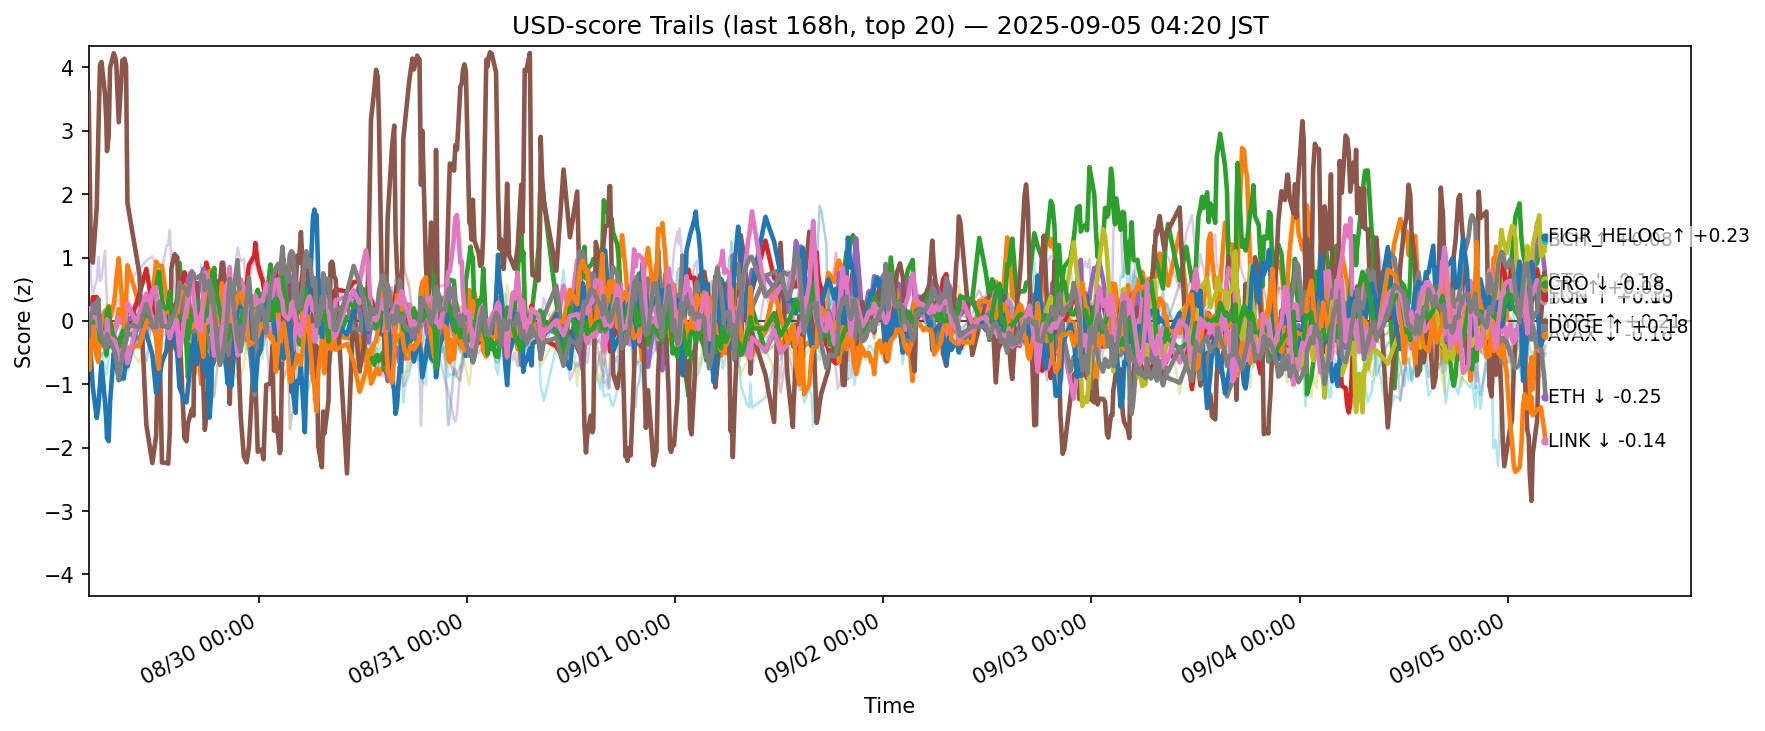 USD-score Trails (last 168h, top 20) — 2025-09-05 04:20 JST
Score (z)
4
3
2
1
0
−1
−2
−3
−4
FIGR_HELOC ↑ +0.23
CRO ↓ -0.18
DOGE ↑ +0.18
AVAX ↓
ETH ↓ -0.25
LINK ↓ -0.14
08/30 00:00
08/31 00:00
09/01 00:00
09/02 00:00
09/03 00:00
09/04 00:00
09/05 00:00
Time